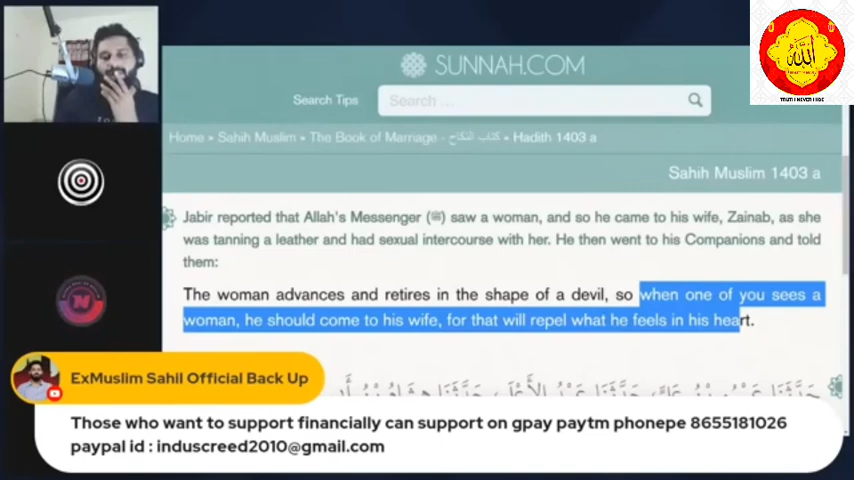 SUNNAH.COM
Search Tips
Search ...
Home » Sahih Muslim » The Book of Marriage - كتاب النكاح » Hadith 1403 a
Sahih Muslim 1403 a
Jabir reported that Allah's Messenger (ﷺ) saw a woman, and so he came to his wife, Zainab, as she
was tanning a leather and had sexual intercourse with her. He then went to his Companions and told
them:
The woman advances and retires in the shape of a devil, so when one of you sees a
woman, he should come to his wife, for that will repel what he feels in his heart.
ExMuslim Sahil Official Back Up
Those who want to support financially can support on gpay paytm phonepe 8655181026
paypal id : induscreed2010@gmail.com
الله